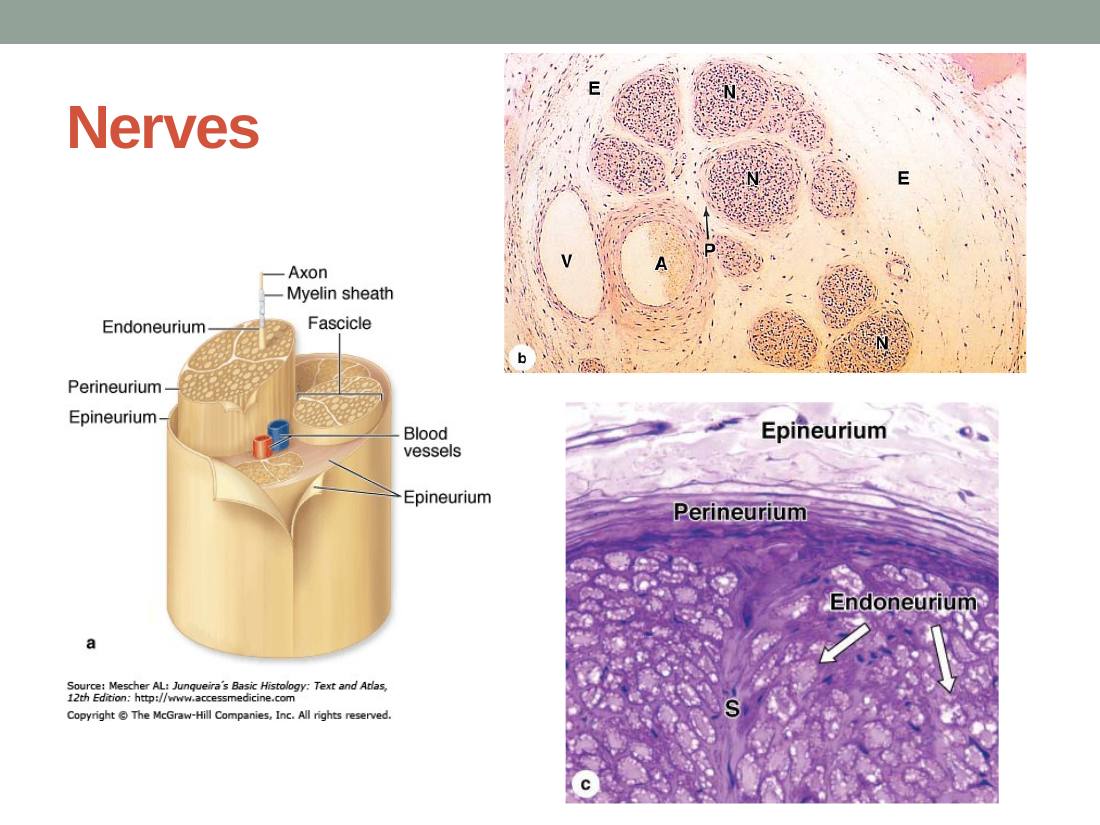 Nerves
Axon
Myelin sheath
Endoneurium
Fascicle
Perineurium
Epineurium
Blood
vessels
Epineurium
a
Source: Mescher AL: Junqueira's Basic Histology: Text and Atlas,
12th Edition: http://www.accessmedicine.com
Copyright © The McGraw-Hill Companies, Inc. All rights reserved.
E
N
N
E
P
V
A
N
b
Epineurium
Perineurium
Endoneurium
S
c